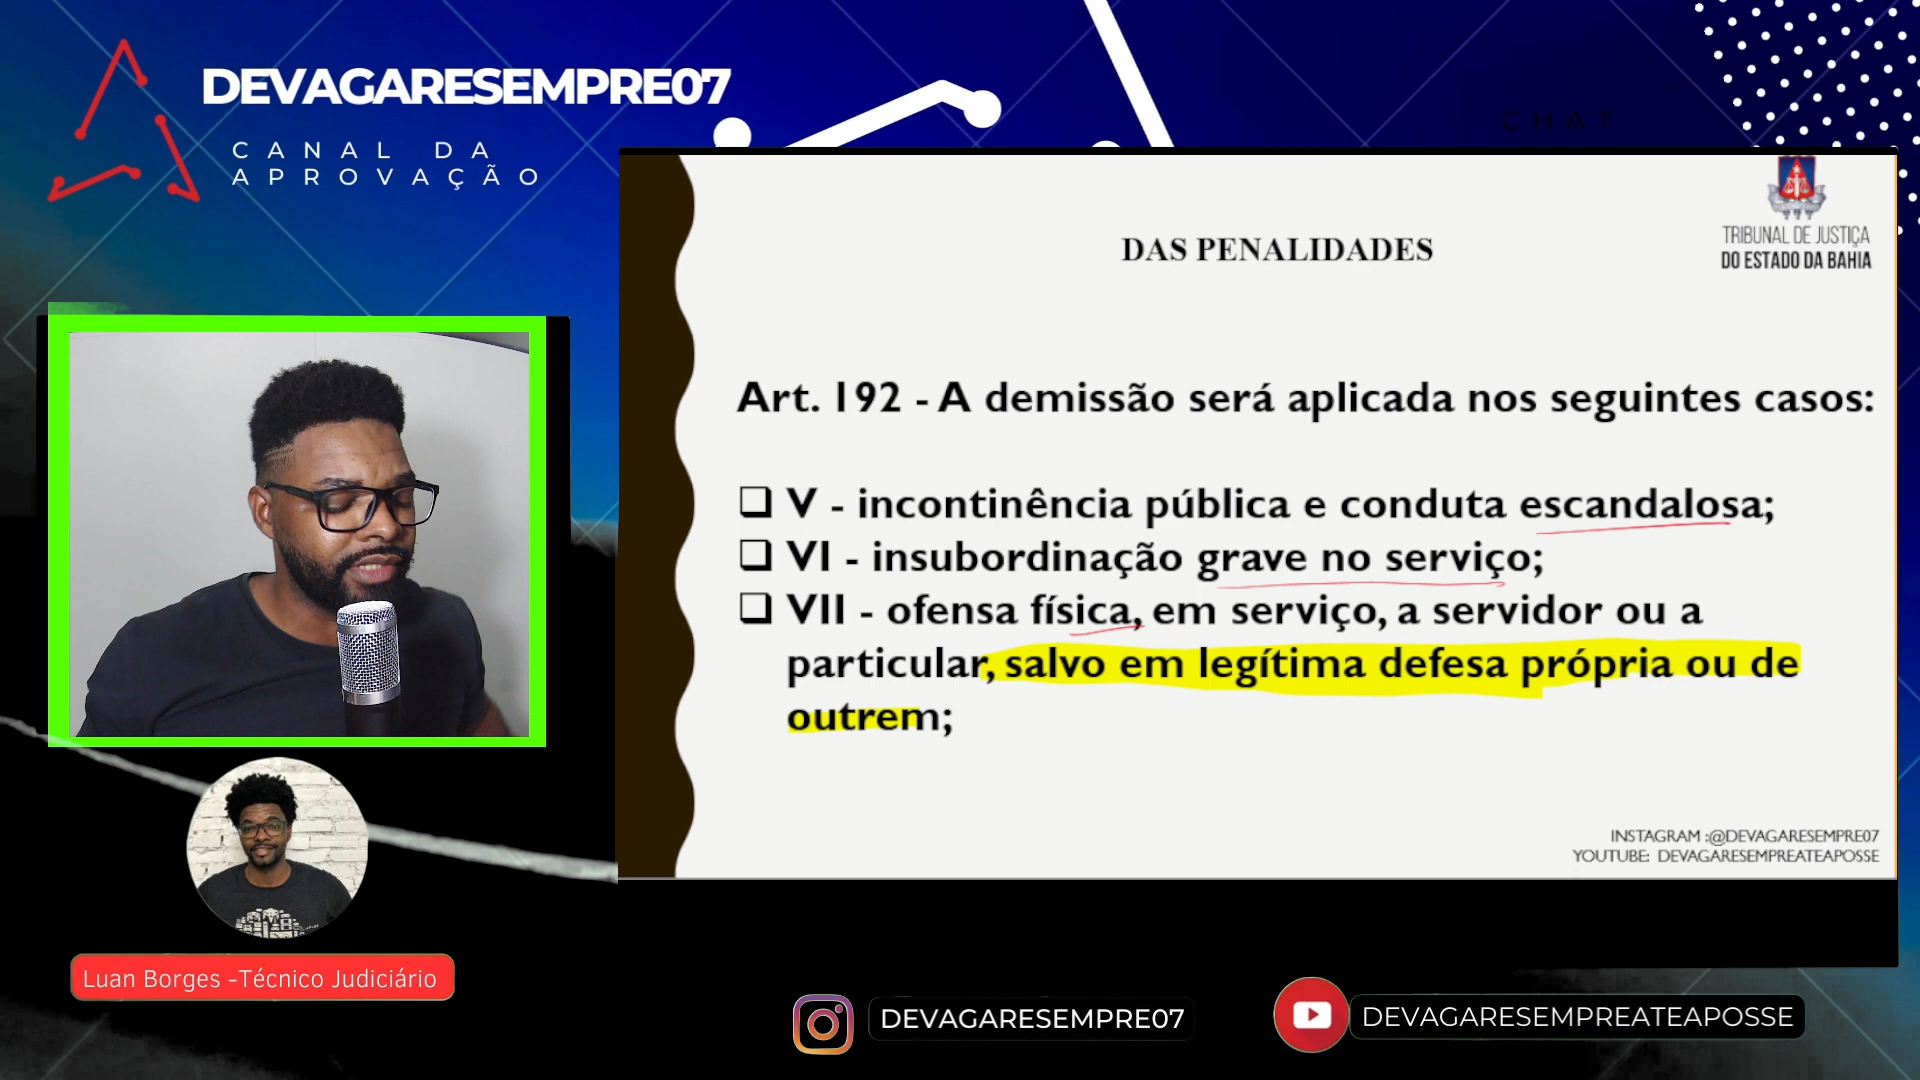 DEVAGARESEMPRE07
CANAL DA
APROVAÇÃO
CHAT
TRIBUNAL DE JUSTIÇA
DO ESTADO DA BAHIA
DAS PENALIDADES
Art. 192 - A demissão será aplicada nos seguintes casos:
❑ V - incontinência pública e conduta escandalosa;
❑ VI - insubordinação grave no serviço;
❑ VII - ofensa física, em serviço, a servidor ou a
particular, salvo em legítima defesa própria ou de
outrem;
INSTAGRAM :@DEVAGARESEMPRE07
YOUTUBE: DEVAGARESEMPREATEAPOSSE
Luan Borges -Técnico Judiciário
DEVAGARESEMPRE07
DEVAGARESEMPREATEAPOSSE